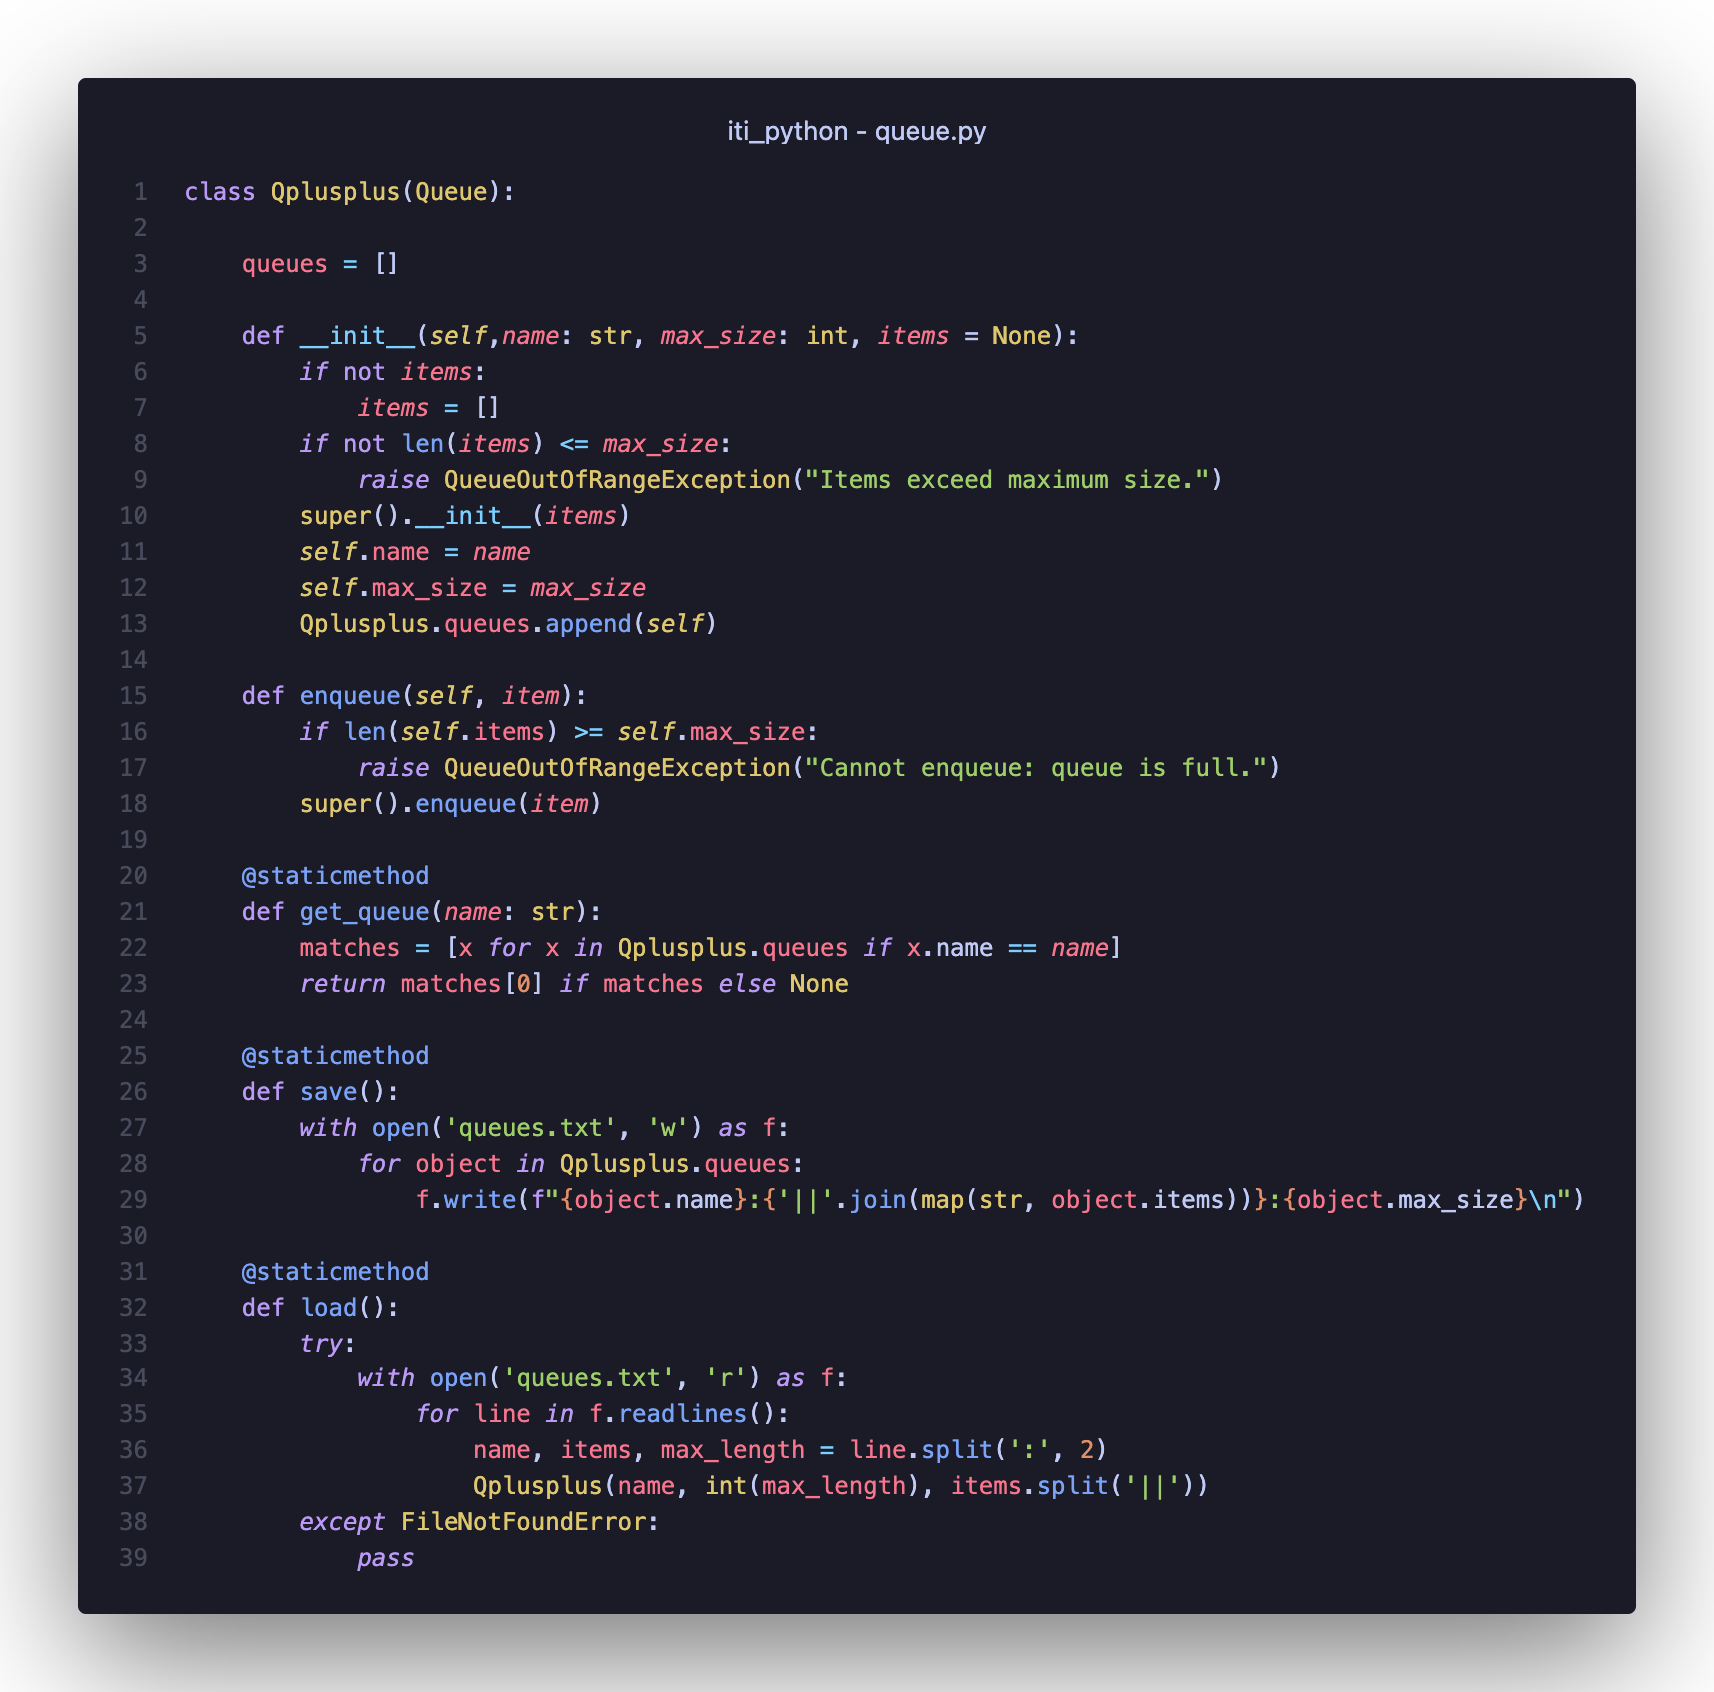 iti_python - queue.py
1 class Qplusplus(Queue):
2
3     queues = []
4
5     def __init__(self,name: str, max_size: int, items = None):
6         if not items:
7             items = []
8         if not len(items) <= max_size:
9             raise QueueOutOfRangeException("Items exceed maximum size.")
10         super().__init__(items)
11         self.name = name
12         self.max_size = max_size
13         Qplusplus.queues.append(self)
14
15     def enqueue(self, item):
16         if len(self.items) >= self.max_size:
17             raise QueueOutOfRangeException("Cannot enqueue: queue is full.")
18         super().enqueue(item)
19
20     @staticmethod
21     def get_queue(name: str):
22         matches = [x for x in Qplusplus.queues if x.name == name]
23         return matches[0] if matches else None
24
25     @staticmethod
26     def save():
27         with open('queues.txt', 'w') as f:
28             for object in Qplusplus.queues:
29                 f.write(f"{object.name}:{'||'.join(map(str, object.items))}:{object.max_size}\n")
30
31     @staticmethod
32     def load():
33         try:
34             with open('queues.txt', 'r') as f:
35                 for line in f.readlines():
36                     name, items, max_length = line.split(':', 2)
37                     Qplusplus(name, int(max_length), items.split('||'))
38         except FileNotFoundError:
39             pass